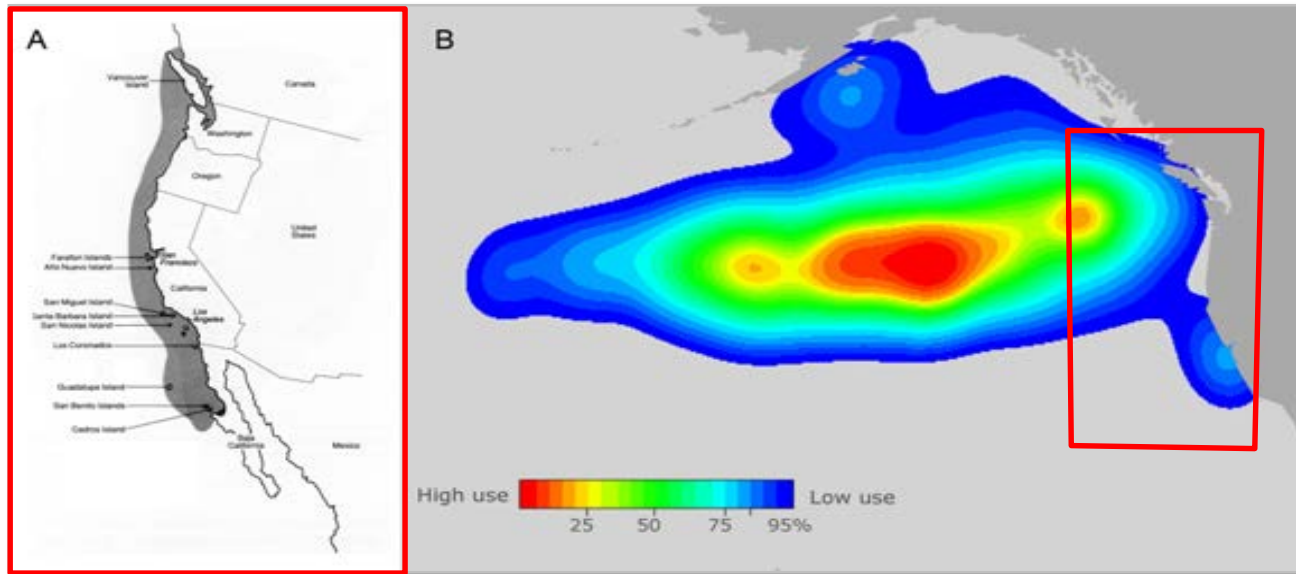 A
Vancouver
Island
Canada
Washington
Oregon
United
States
Farallon Islands
San
Francisco
Año Nuevo Island
California
San Miguel Island
Santa Barbara Island
Los
Angeles
San Nicolas Island
Los Coronados
Guadalupe Island
San Benito Islands
Cedros Island
Baja
California
Mexico
B
High use
Low use
25
50
75
95%